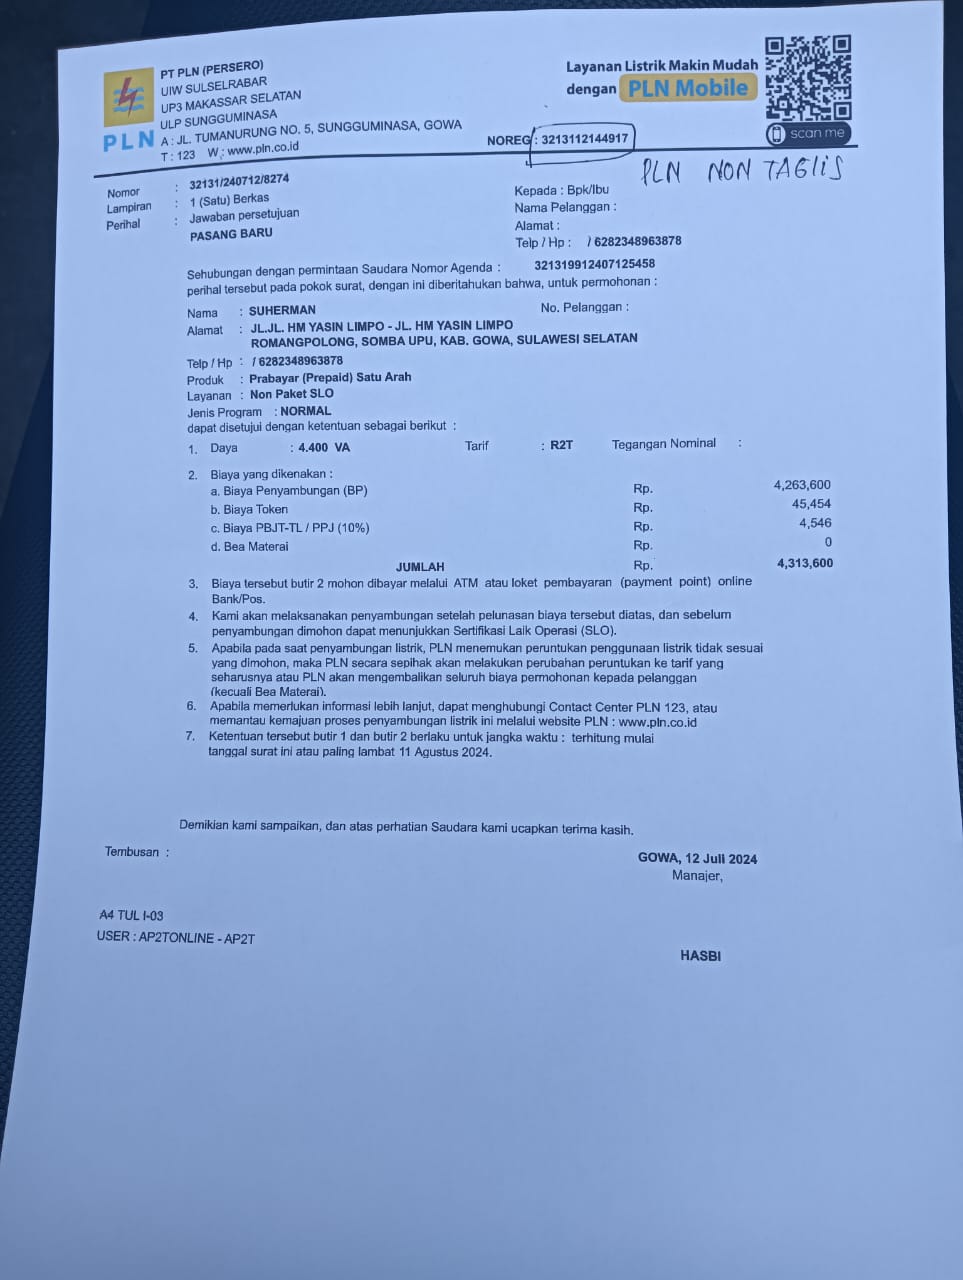 PT PLN (PERSERO)
UIW SULSELRABAR
UP3 MAKASSAR SELATAN
ULP SUNGGUMINASA
A : JL. TUMANURUNG NO. 5, SUNGGUMINASA, GOWA
T : 123 W : www.pln.co.id
PLN
Layanan Listrik Makin Mudah
dengan PLN Mobile
scan me
NOREG : 3213112144917
PLN NON TAGLIS
Nomor : 32131/240712/8274
Lampiran : 1 (Satu) Berkas
Perihal : Jawaban persetujuan
PASANG BARU
Kepada : Bpk/Ibu
Nama Pelanggan :
Alamat :
Telp / Hp : / 6282348963878
Sehubungan dengan permintaan Saudara Nomor Agenda : 321319912407125458
perihal tersebut pada pokok surat, dengan ini diberitahukan bahwa, untuk permohonan :
Nama : SUHERMAN No. Pelanggan :
Alamat : JL.JL. HM YASIN LIMPO - JL. HM YASIN LIMPO
ROMANGPOLONG, SOMBA UPU, KAB. GOWA, SULAWESI SELATAN
Telp / Hp : / 6282348963878
Produk : Prabayar (Prepaid) Satu Arah
Layanan : Non Paket SLO
Jenis Program : NORMAL
dapat disetujui dengan ketentuan sebagai berikut :
1. Daya : 4.400 VA Tarif : R2T Tegangan Nominal :
2. Biaya yang dikenakan :
a. Biaya Penyambungan (BP) Rp. 4,263,600
b. Biaya Token Rp. 45,454
c. Biaya PBJT-TL / PPJ (10%) Rp. 4,546
d. Bea Materai Rp. 0
JUMLAH Rp. 4,313,600
3. Biaya tersebut butir 2 mohon dibayar melalui ATM atau loket pembayaran (payment point) online
Bank/Pos.
4. Kami akan melaksanakan penyambungan setelah pelunasan biaya tersebut diatas, dan sebelum
penyambungan dimohon dapat menunjukkan Sertifikasi Laik Operasi (SLO).
5. Apabila pada saat penyambungan listrik, PLN menemukan peruntukan penggunaan listrik tidak sesuai
yang dimohon, maka PLN secara sepihak akan melakukan perubahan peruntukan ke tarif yang
seharusnya atau PLN akan mengembalikan seluruh biaya permohonan kepada pelanggan
(kecuali Bea Materai).
6. Apabila memerlukan informasi lebih lanjut, dapat menghubungi Contact Center PLN 123, atau
memantau kemajuan proses penyambungan listrik ini melalui website PLN : www.pln.co.id
7. Ketentuan tersebut butir 1 dan butir 2 berlaku untuk jangka waktu : terhitung mulai
tanggal surat ini atau paling lambat 11 Agustus 2024.
Demikian kami sampaikan, dan atas perhatian Saudara kami ucapkan terima kasih.
Tembusan :
GOWA, 12 Juli 2024
Manajer,
A4 TUL I-03
USER : AP2TONLINE - AP2T
HASBI